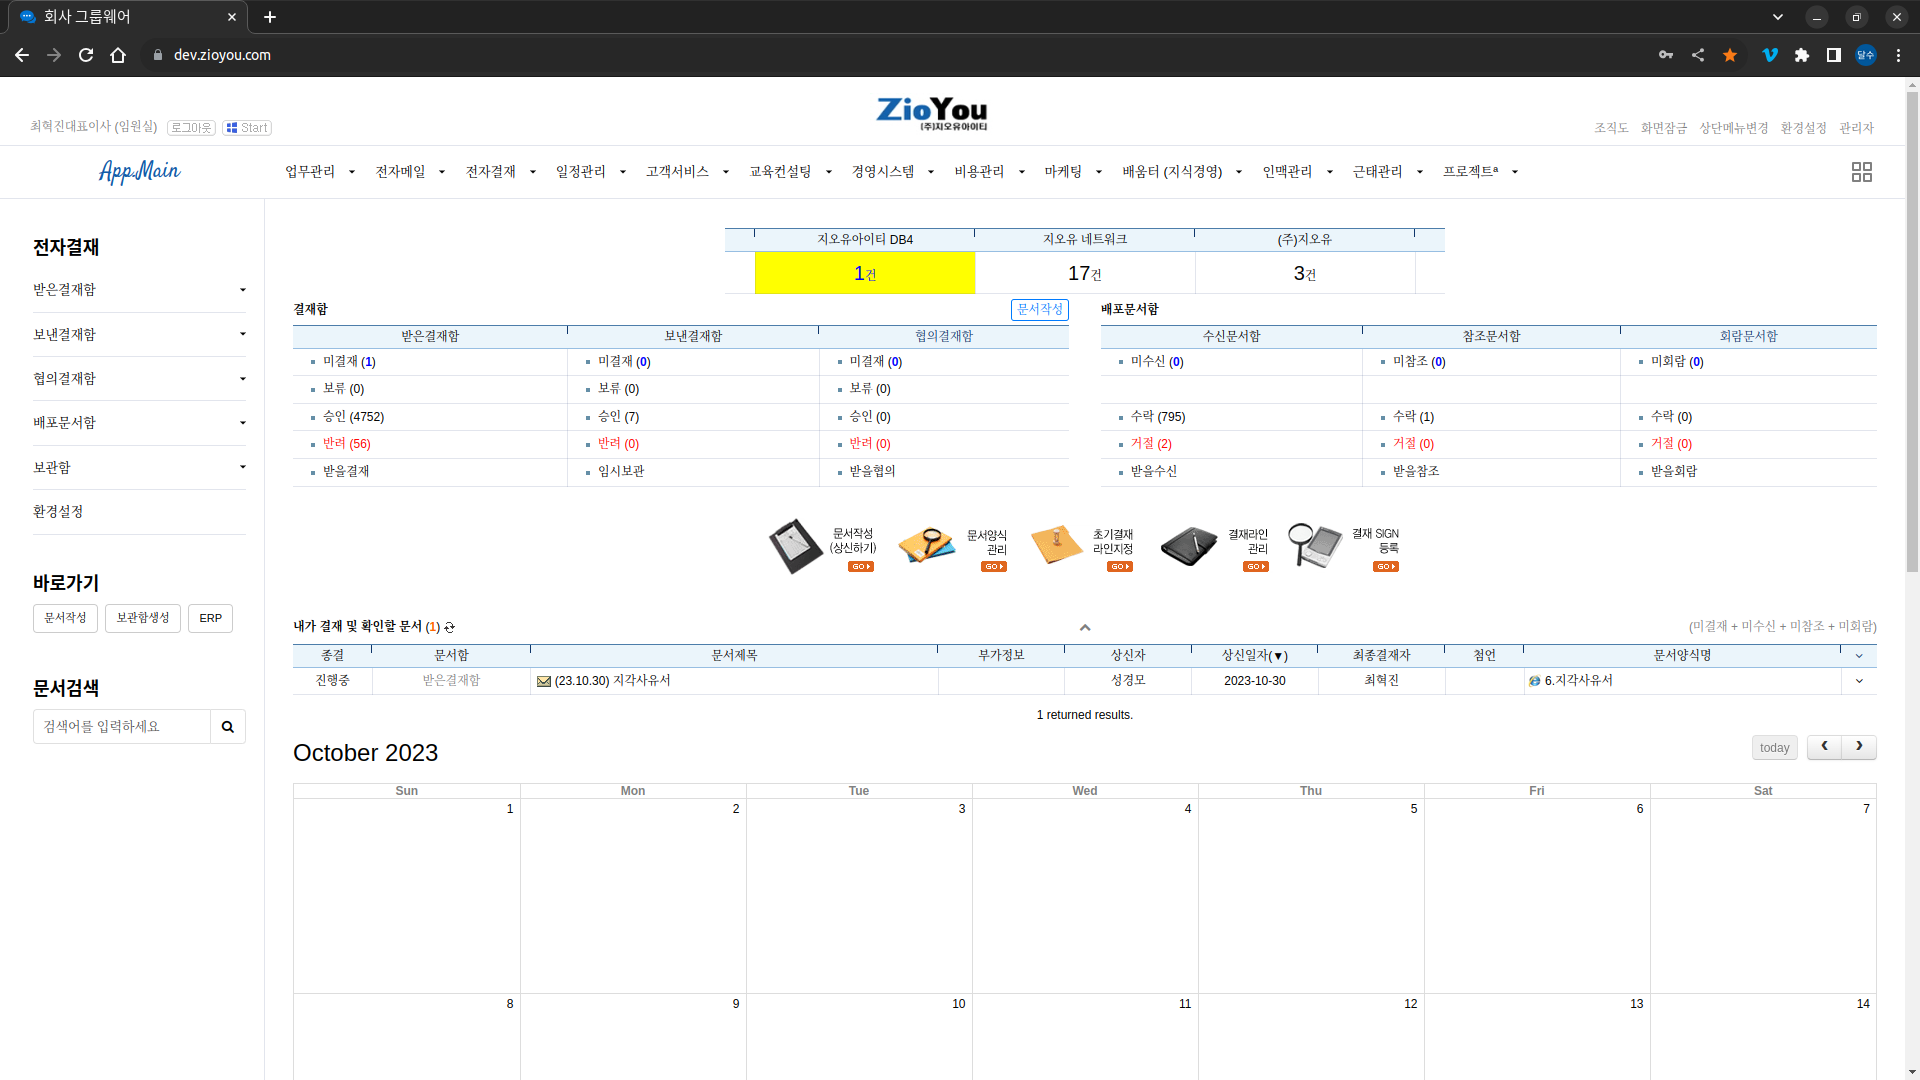 회사 그룹웨어
dev.zioyou.com
달수
ZioYou
(주)지오유아이티
최혁진대표이사 (임원실) 로그아웃 Start
조직도 화면잠금 상단메뉴변경 환경설정 관리자
App.Main
업무관리 전자메일 전자결재 일정관리 고객서비스 교육컨설팅 경영시스템 비용관리 마케팅 배움터 (지식경영) 인맥관리 근태관리 프로젝트ª
전자결재
받은결재함
보낸결재함
협의결재함
배포문서함
보관함
환경설정
바로가기
문서작성 보관함생성 ERP
문서검색
검색어를 입력하세요
지오유아이티 DB4 지오유 네트워크 (주)지오유
1건 17건 3건
결재함 문서작성
받은결재함 보낸결재함 협의결재함
미결재 (1) 미결재 (0) 미결재 (0)
보류 (0) 보류 (0) 보류 (0)
승인 (4752) 승인 (7) 승인 (0)
반려 (56) 반려 (0) 반려 (0)
받을결재 임시보관 받을협의
배포문서함
수신문서함 참조문서함 회람문서함
미수신 (0) 미참조 (0) 미회람 (0)
수락 (795) 수락 (1) 수락 (0)
거절 (2) 거절 (0) 거절 (0)
받을수신 받을참조 받을회람
문서작성
(상신하기)
GO
문서양식
관리
GO
초기결재
라인지정
GO
결재라인
관리
GO
결재 SIGN
등록
GO
내가 결재 및 확인할 문서 (1)
(미결재 + 미수신 + 미참조 + 미회람)
종결 문서함 문서제목 부가정보 상신자 상신일자(▼) 최종결재자 첨언 문서양식명
진행중 받은결재함 (23.10.30) 지각사유서 성경모 2023-10-30 최혁진 6.지각사유서
1 returned results.
October 2023
today
Sun Mon Tue Wed Thu Fri Sat
1 2 3 4 5 6 7
8 9 10 11 12 13 14